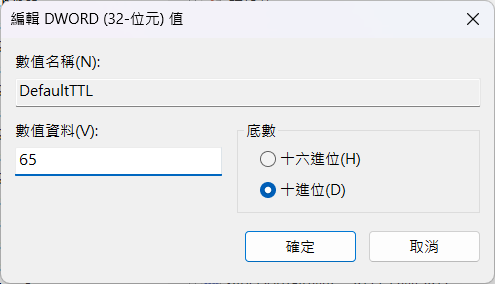 編輯 DWORD (32-位元) 值
數值名稱(N):
DefaultTTL
數值資料(V):
65
底數
十六進位(H)
十進位(D)
確定
取消